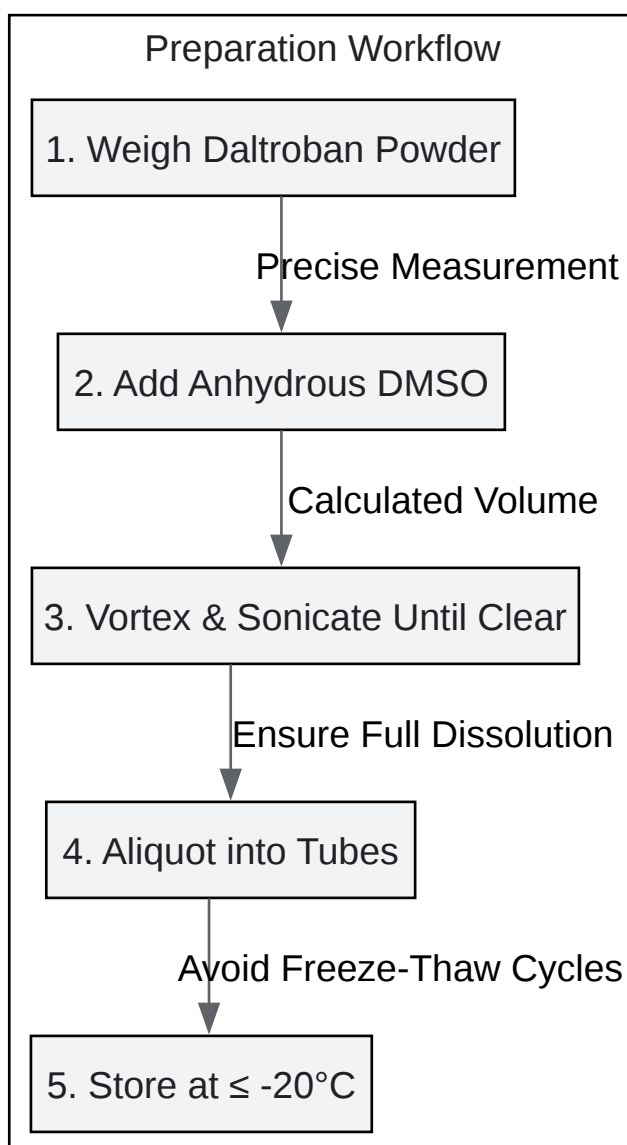 Preparation Workflow
1. Weigh Daltroban Powder
Precise Measurement
2. Add Anhydrous DMSO
Calculated Volume
3. Vortex & Sonicate Until Clear
Ensure Full Dissolution
4. Aliquot into Tubes
Avoid Freeze-Thaw Cycles
5. Store at ≤ -20°C